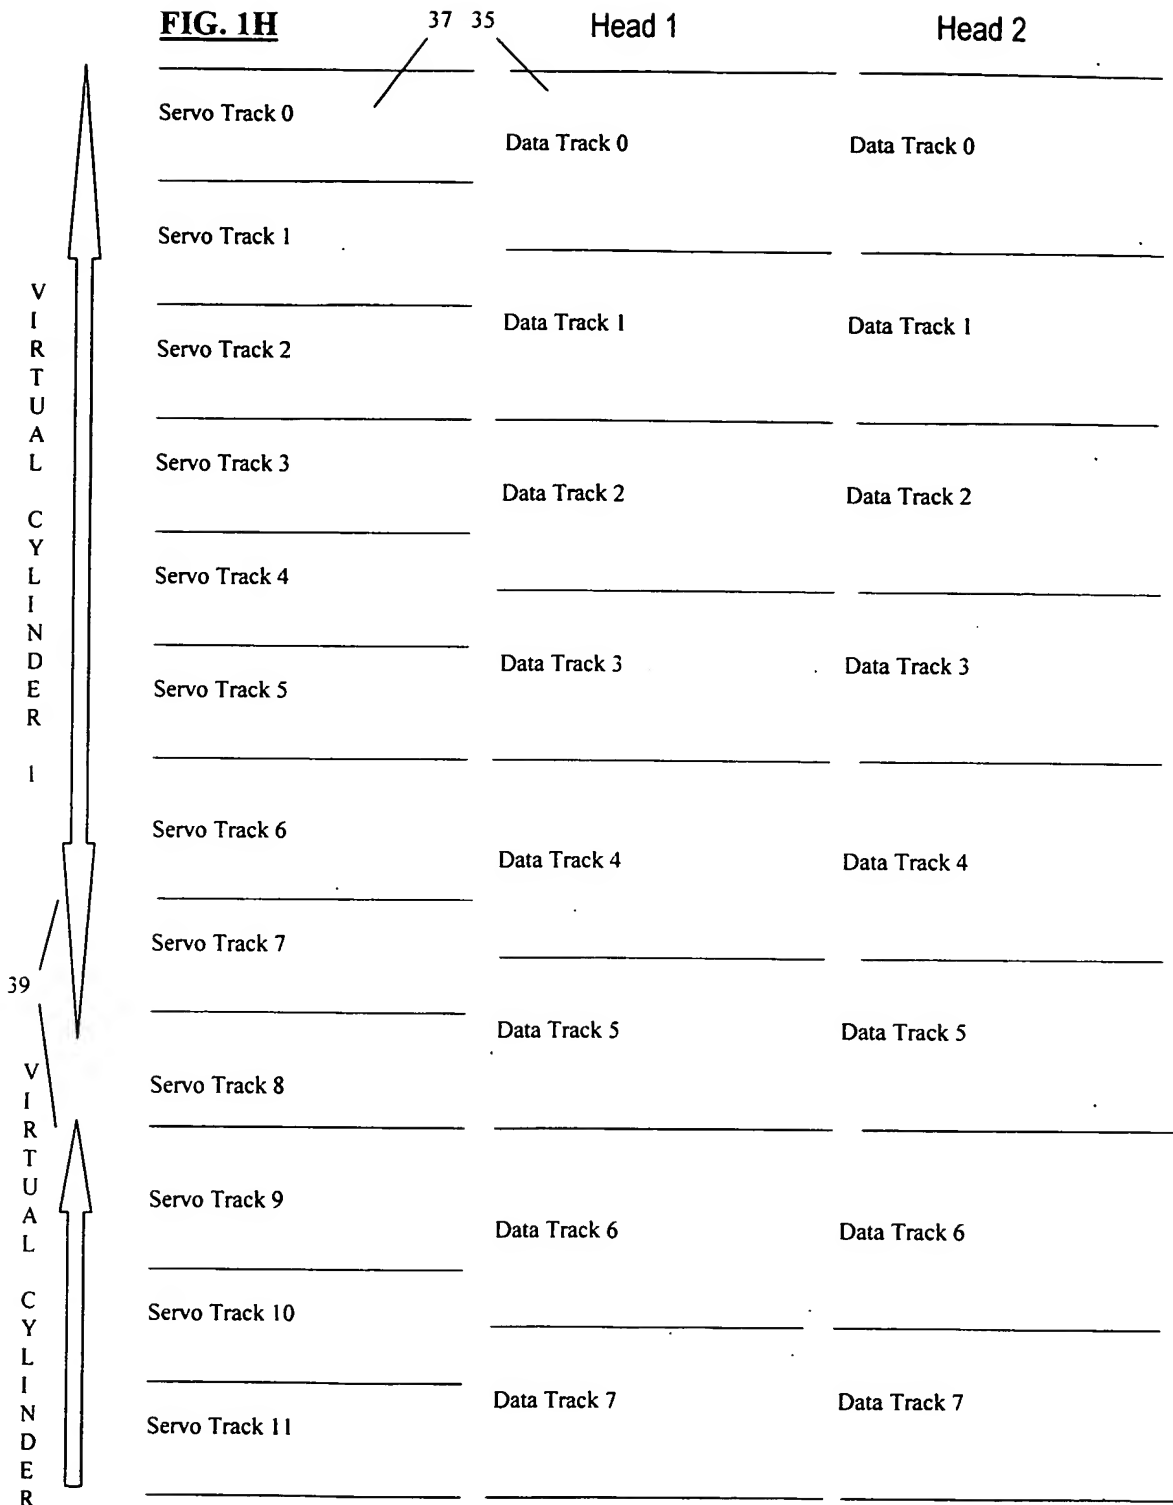 FIG. 1H
37 35
Head 1
Head 2
Servo Track 0
Data Track 0
Data Track 0
Servo Track 1
Data Track 1
Data Track 1
Servo Track 2
Servo Track 3
Data Track 2
Data Track 2
Servo Track 4
Data Track 3
Data Track 3
Servo Track 5
Servo Track 6
Data Track 4
Data Track 4
Servo Track 7
Data Track 5
Data Track 5
Servo Track 8
Servo Track 9
Data Track 6
Data Track 6
Servo Track 10
Data Track 7
Data Track 7
Servo Track 11
VIRTUAL CYLINDER 1
39
VIRTUAL CYLINDER